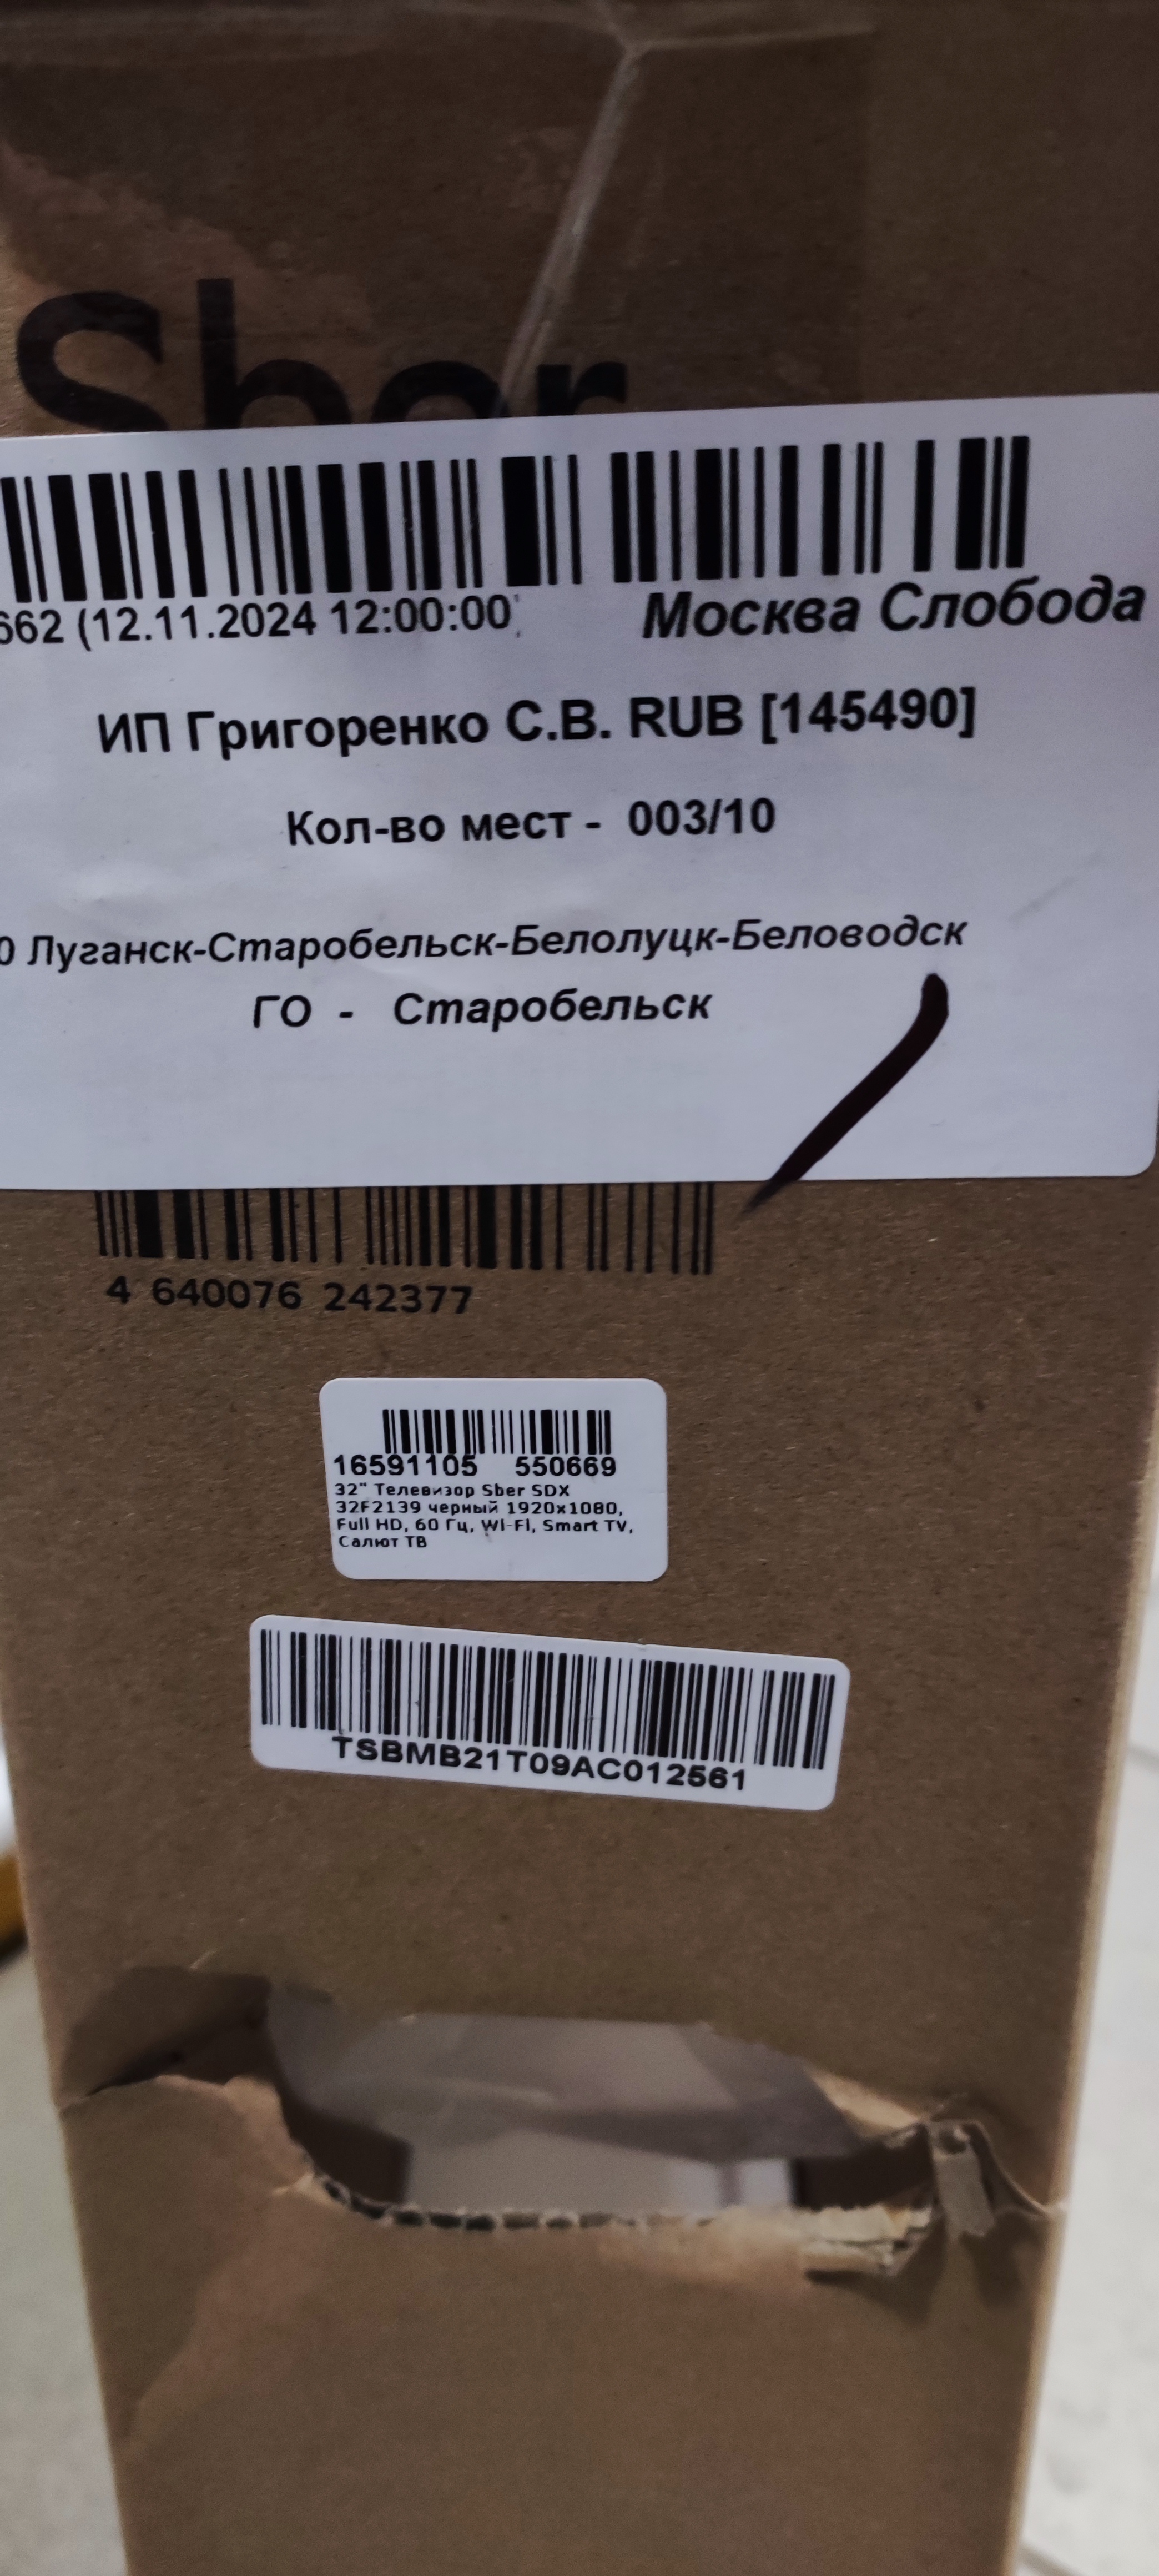 Sber
662 (12.11.2024 12:00:00) Москва Слобода
ИП Григоренко С.В. RUB [145490]
Кол-во мест - 003/10
0 Луганск-Старобельск-Белолуцк-Беловодск
ГО - Старобельск
4 640076 242377
16591105 550669
32" Телевизор Sber SDX
32F2139 черный 1920x1080,
Full HD, 60 Гц, Wi-Fi, Smart TV,
Салют ТВ
TSBMB21T09AC012561